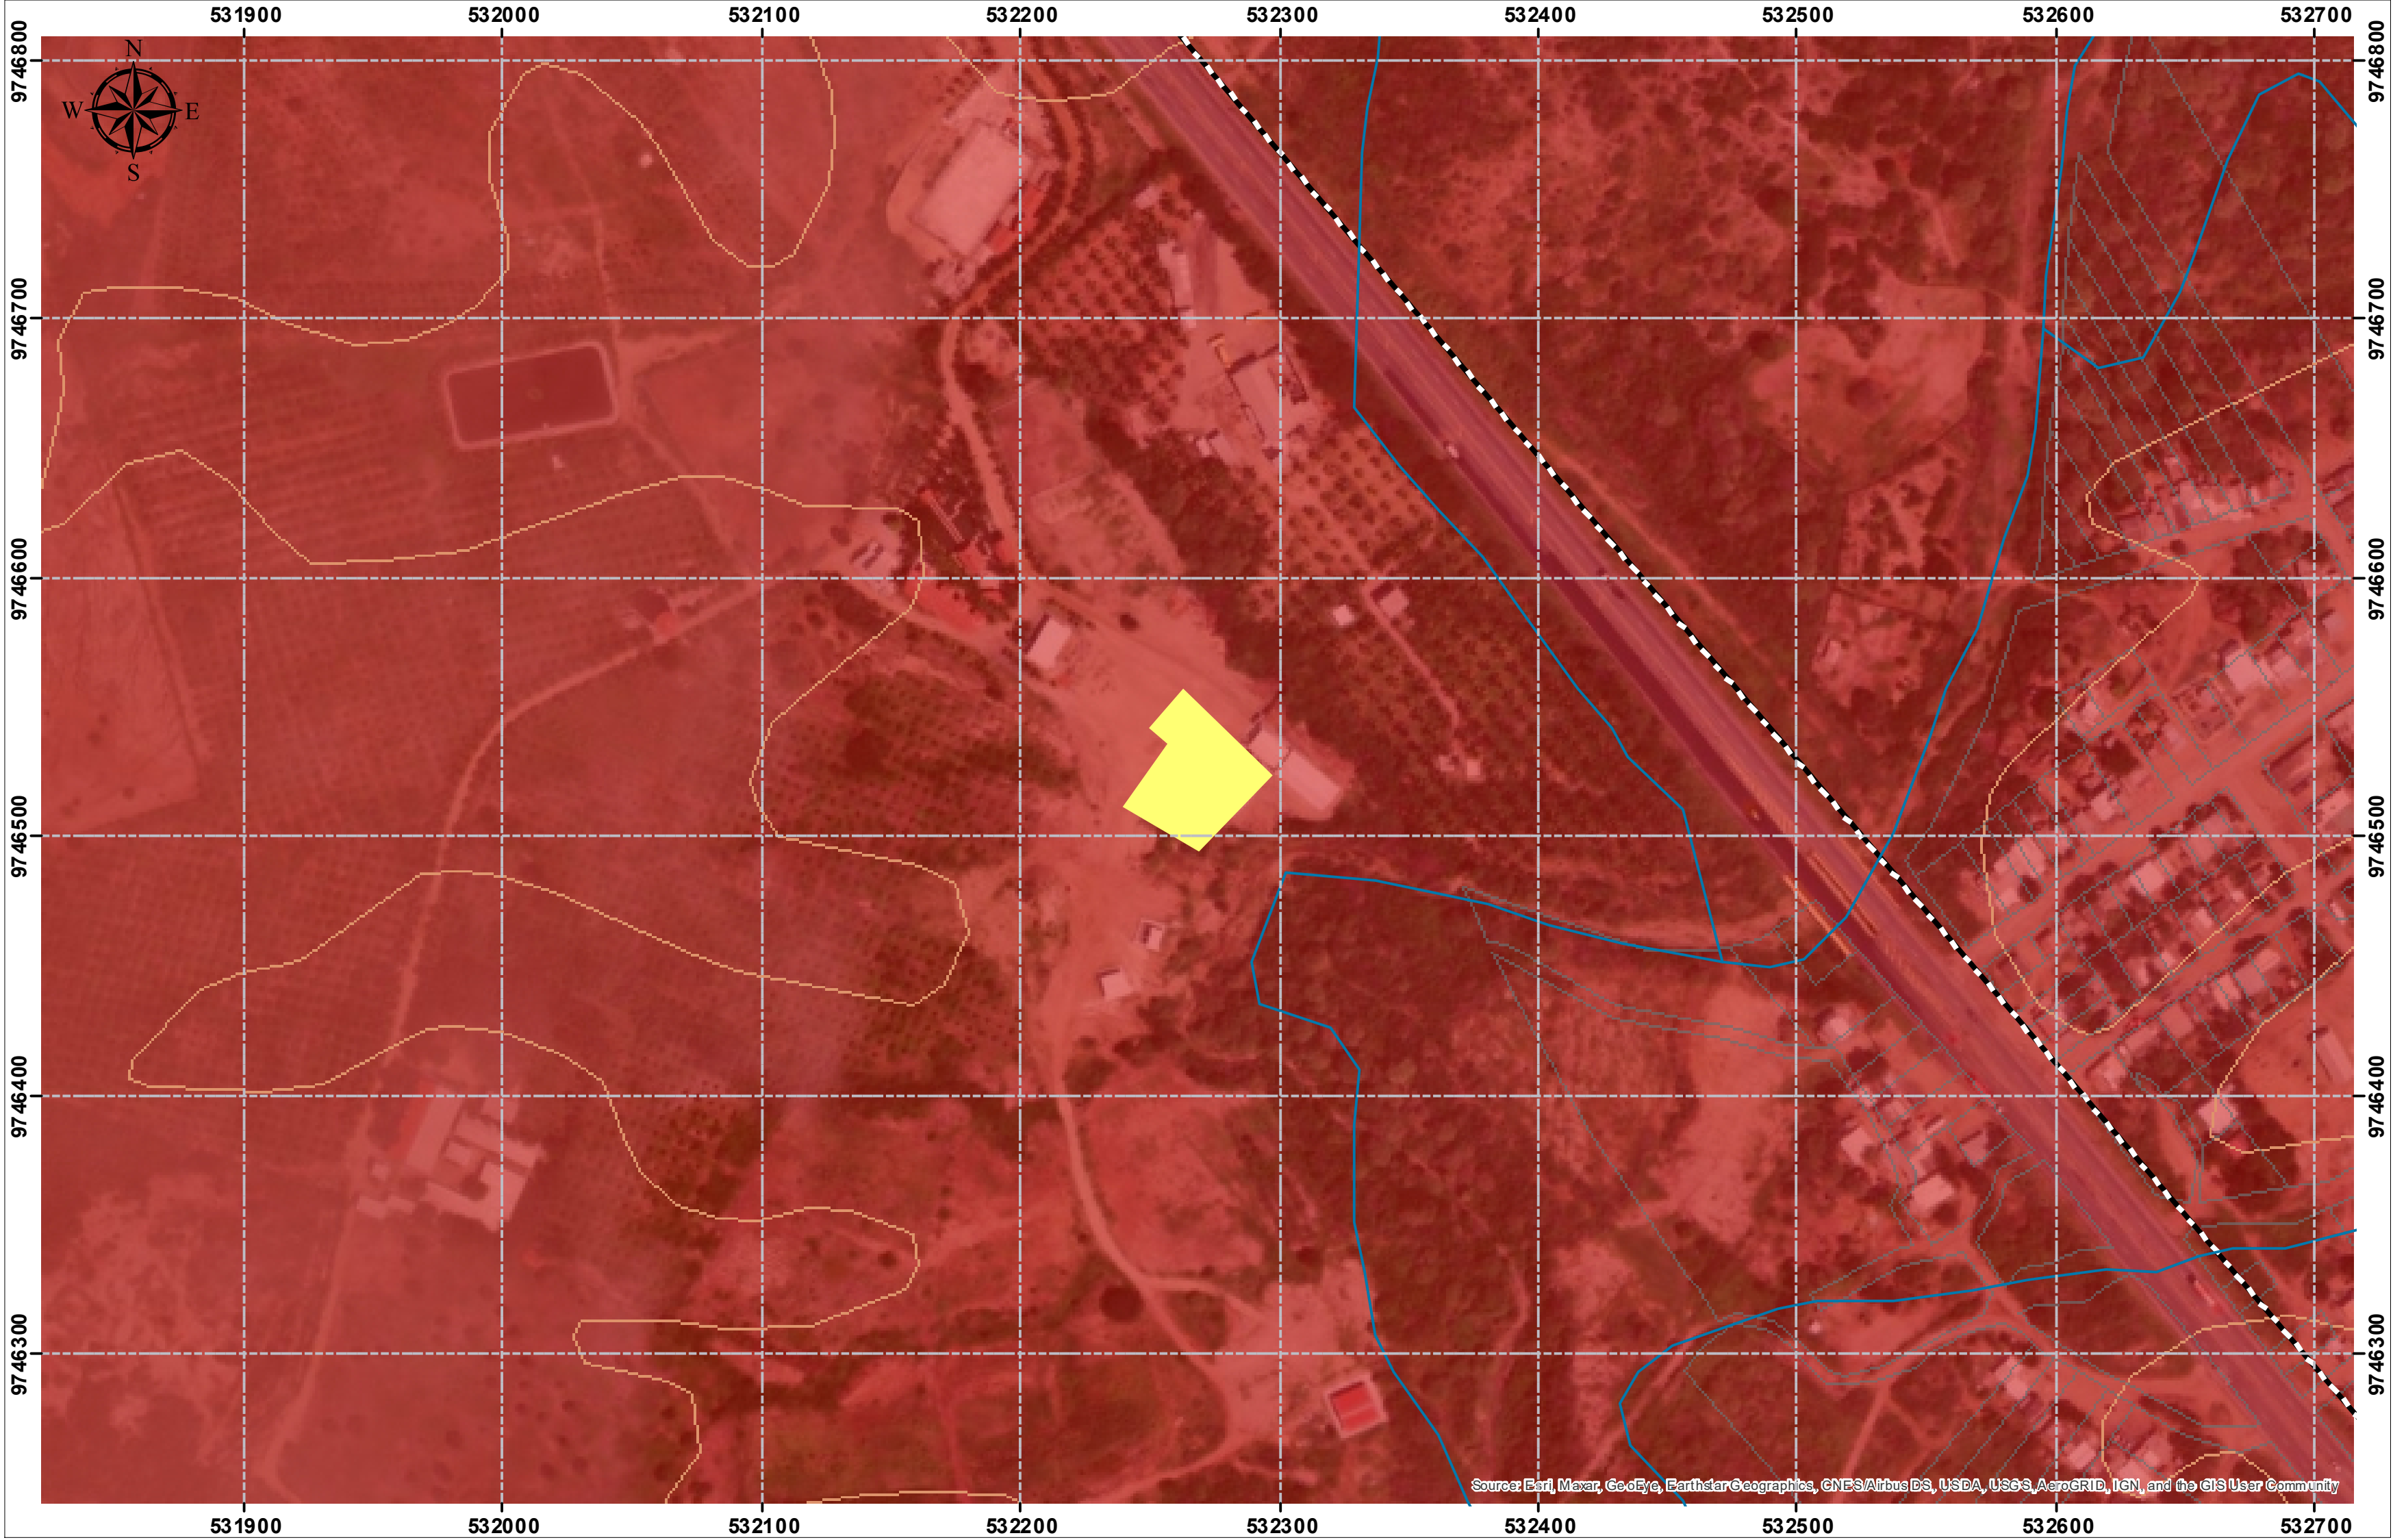 531900 532000 532100 532200 532300 532400 532500 532600 532700
9746800 9746800
N
W E
S
9746700 9746700
9746600 9746600
9746500 9746500
9746400 9746400
9746300 9746300
Source: Esri, Maxar, GeoEye, Earthstar Geographics, CNES/Airbus DS, USDA, USGS, AeroGRID, IGN, and the GIS User Community
531900 532000 532100 532200 532300 532400 532500 532600 532700